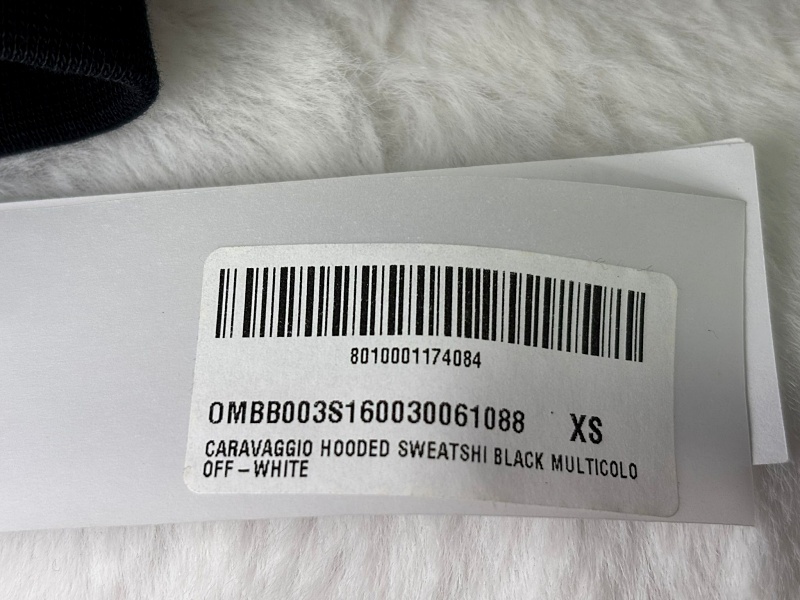 8010001174084
OMBB003S160030061088 XS
CARAVAGGIO HOODED SWEATSHI BLACK MULTICOLO
OFF-WHITE